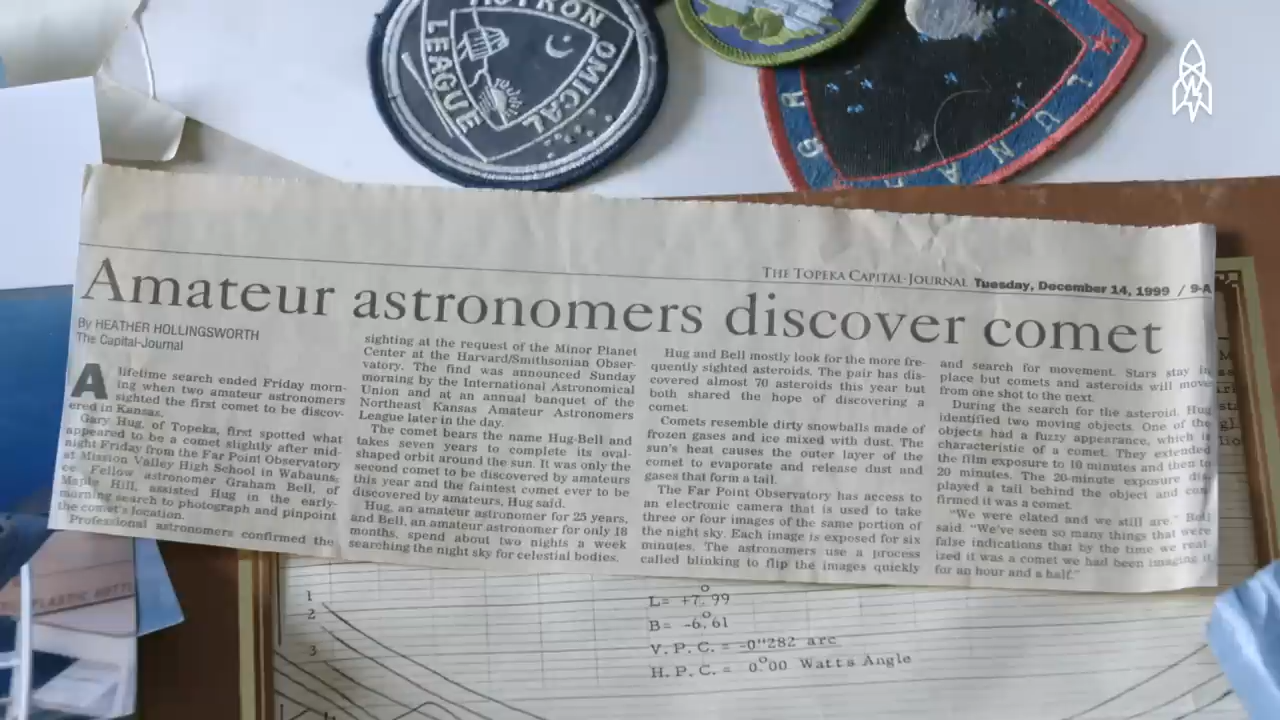 ASTRONOMICAL
LEAGUE
LUNAR
THE TOPEKA CAPITAL-JOURNAL Tuesday, December 14, 1999 / 9-A
Amateur astronomers discover comet
By HEATHER HOLLINGSWORTH
The Capital-Journal
A lifetime search ended Friday morn-
ing when two amateur astronomers
sighted the first comet to be discov-
ered in Kansas.
Gary Hug, of Topeka, first spotted what
appeared to be a comet slightly after mid-
night Friday from the Far Point Observatory
at Mission Valley High School in Wabauns
ee. Fellow astronomer Graham Bell, of
Maple Hill, assisted Hug in the early-
morning search to photograph and pinpoint
the comet's location.
Professional astronomers confirmed the
sighting at the request of the Minor Planet
Center at the Harvard/Smithsonian Obser-
vatory. The find was announced Sunday
morning by the International Astronomical
Union and at an annual banquet of the
Northeast Kansas Amateur Astronomers
League later in the day.
The comet bears the name Hug-Bell and
takes seven years to complete its oval-
shaped orbit around the sun. It was only the
second comet to be discovered by amateurs
this year and the faintest comet ever to be
discovered by amateurs, Hug said.
Hug, an amateur astronomer for 25 years,
and Bell, an amateur astronomer for only 18
months, spend about two nights a week
searching the night sky for celestial bodies.
Hug and Bell mostly look for the more fre-
quently sighted asteroids. The pair has dis-
covered almost 70 asteroids this year but
both shared the hope of discovering a
comet.
Comets resemble dirty snowballs made of
frozen gases and ice mixed with dust. The
sun's heat causes the outer layer of the
comet to evaporate and release dust and
gases that form a tail.
The Far Point Observatory has access to
an electronic camera that is used to take
three or four images of the same portion of
the night sky. Each image is exposed for six
minutes. The astronomers use a process
called blinking to flip the images quickly
and search for movement. Stars stay in
place but comets and asteroids will move
from one shot to the next.
During the search for the asteroid, Hug
identified two moving objects. One of the
objects had a fuzzy appearance, which is
characteristic of a comet. They extended
the film exposure to 10 minutes and then to
20 minutes. The 20-minute exposure dis-
played a tail behind the object and con-
firmed it was a comet.
"We were elated and we still are," Bell
said. "We've seen so many things that were
false indications that by the time we real-
ized it was a comet we had been imaging it
for an hour and a half."
1
2
3
L= +7°.99
B= -6°.61
V.P.C. = -0"282 arc
H.P.C. = 0°.00 Watts Angle